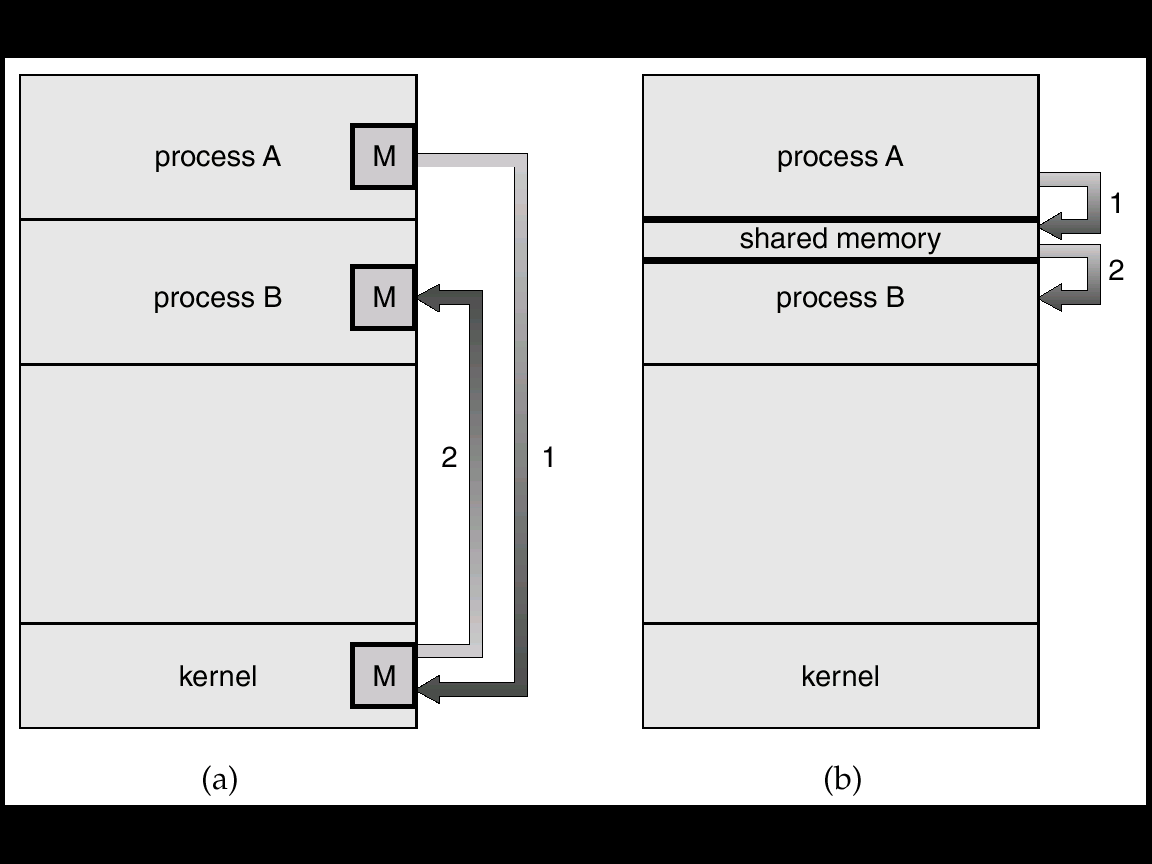 process A
M
process B
M
2
1
kernel
M
(a)
process A
1
shared memory
2
process B
kernel
(b)